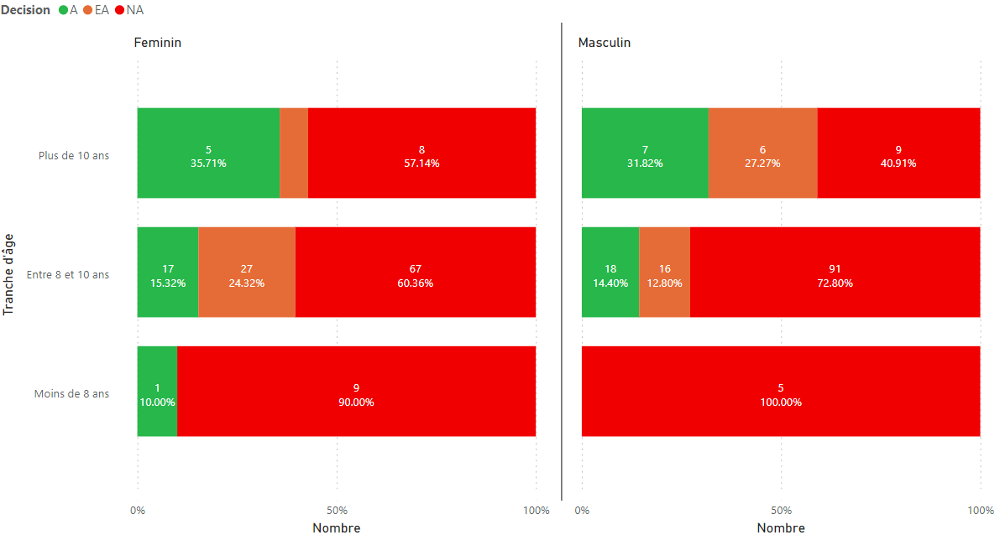 Decision A EA NA
Feminin
Masculin
Tranche d'âge
Plus de 10 ans
5
35.71%
8
57.14%
7
31.82%
6
27.27%
9
40.91%
Entre 8 et 10 ans
17
15.32%
27
24.32%
67
60.36%
18
14.40%
16
12.80%
91
72.80%
Moins de 8 ans
1
10.00%
9
90.00%
5
100.00%
0% 50% 100%
0% 50% 100%
Nombre
Nombre